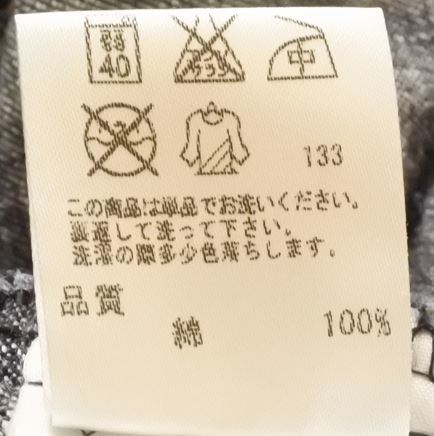 弱 40 エンソ サラシ 中
133
この商品は単品でお洗いください。
裏返して洗って下さい。
洗濯の際多少色落ちします。
品質
綿 100%